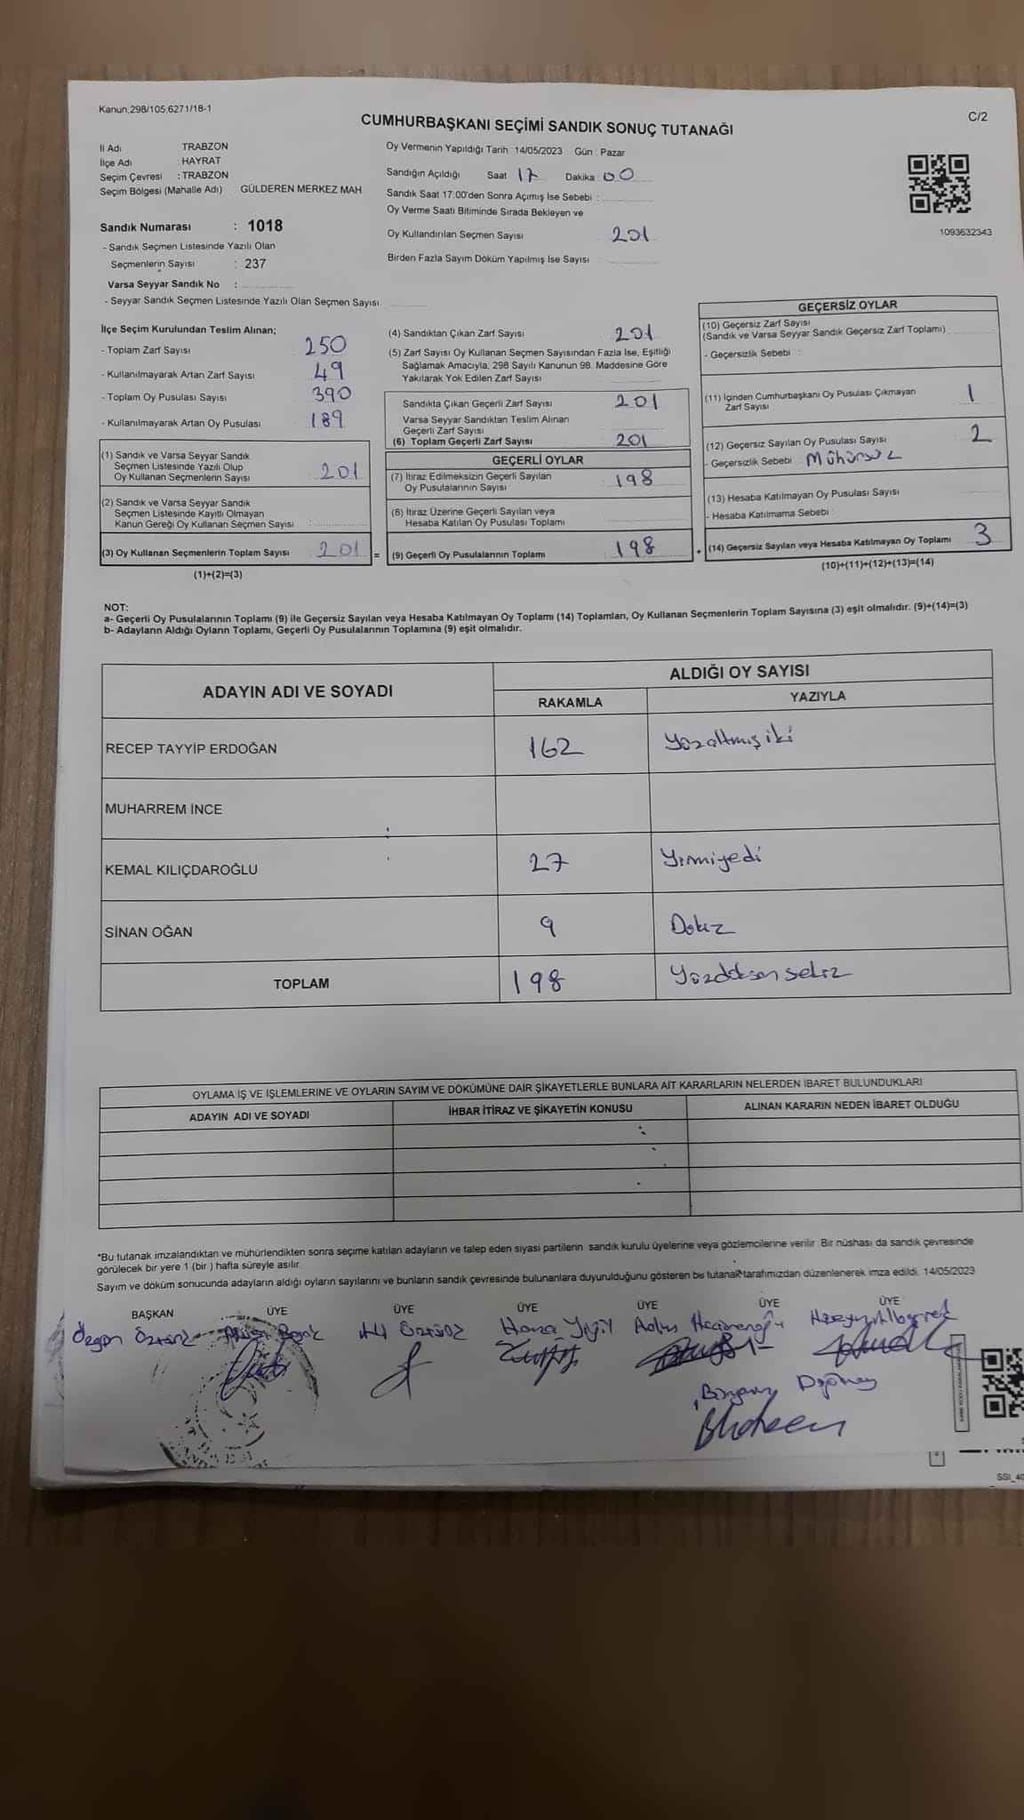 Kanun,298/105,6271/18-1
C/2
CUMHURBAŞKANI SEÇİMİ SANDIK SONUÇ TUTANAĞI
İl Adı TRABZON
İlçe Adı : HAYRAT
Seçim Çevresi : TRABZON
Seçim Bölgesi (Mahalle Adı) GÜLDEREN MERKEZ MAH
Oy Vermenin Yapıldığı Tarih 14/05/2023 Gün : Pazar
Sandığın Açıldığı Saat 17 Dakika 00
Sandık Saat 17:00'den Sonra Açımış İse Sebebi :
Oy Verme Saati Bitiminde Sırada Bekleyen ve
Oy Kullandırılan Seçmen Sayısı 201
Birden Fazla Sayım Döküm Yapılmış İse Sayısı
1093632343
Sandık Numarası : 1018
- Sandık Seçmen Listesinde Yazılı Olan
Seçmenlerin Sayısı : 237
Varsa Seyyar Sandık No :
- Seyyar Sandık Seçmen Listesinde Yazılı Olan Seçmen Sayısı
İlçe Seçim Kurulundan Teslim Alınan;
- Toplam Zarf Sayısı 250
- Kullanılmayarak Artan Zarf Sayısı 49
- Toplam Oy Pusulası Sayısı 390
- Kullanılmayarak Artan Oy Pusulası 189
(1) Sandık ve Varsa Seyyar Sandık
Seçmen Listesinde Yazılı Olup
Oy Kullanan Seçmenlerin Sayısı 201
(2) Sandık ve Varsa Seyyar Sandık
Seçmen Listesinde Kayıtlı Olmayan
Kanun Gereği Oy Kullanan Seçmen Sayısı
(3) Oy Kullanan Seçmenlerin Toplam Sayısı 201 =
(1)+(2)=(3)
(4) Sandıktan Çıkan Zarf Sayısı 201
(5) Zarf Sayısı Oy Kullanan Seçmen Sayısından Fazla İse, Eşitliği
Sağlamak Amacıyla, 298 Sayılı Kanunun 98. Maddesine Göre
Yakılarak Yok Edilen Zarf Sayısı
Sandıkta Çıkan Geçerli Zarf Sayısı 201
Varsa Seyyar Sandıktan Teslim Alınan
Geçerli Zarf Sayısı
(6) Toplam Geçerli Zarf Sayısı 201
GEÇERLİ OYLAR
(7) İtiraz Edilmeksizin Geçerli Sayılan
Oy Pusulalarının Sayısı 198
(8) İtiraz Üzerine Geçerli Sayılan veya
Hesaba Katılan Oy Pusulası Toplamı
(9) Geçerli Oy Pusulalarının Toplamı 198 +
GEÇERSİZ OYLAR
(10) Geçersiz Zarf Sayısı
(Sandık ve Varsa Seyyar Sandık Geçersiz Zarf Toplamı)
- Geçersizlik Sebebi :
(11) İçinden Cumhurbaşkanı Oy Pusulası Çıkmayan
Zarf Sayısı 1
(12) Geçersiz Sayılan Oy Pusulası Sayısı 2
- Geçersizlik Sebebi Mühürsüz
(13) Hesaba Katılmayan Oy Pusulası Sayısı
- Hesaba Katılmama Sebebi
(14) Geçersiz Sayılan veya Hesaba Katılmayan Oy Toplamı 3
(10)+(11)+(12)+(13)=(14)
NOT:
a- Geçerli Oy Pusulalarının Toplamı (9) ile Geçersiz Sayılan veya Hesaba Katılmayan Oy Toplamı (14) Toplamları, Oy Kullanan Seçmenlerin Toplam Sayısına (3) eşit olmalıdır. (9)+(14)=(3)
b- Adayların Aldığı Oyların Toplamı, Geçerli Oy Pusulalarının Toplamına (9) eşit olmalıdır.
ADAYIN ADI VE SOYADI ALDIĞI OY SAYISI
RAKAMLA YAZIYLA
RECEP TAYYİP ERDOĞAN 162 Yüzaltmışiki
MUHARREM İNCE
KEMAL KILIÇDAROĞLU 27 Yirmiyedi
SİNAN OĞAN 9 Dokuz
TOPLAM 198 Yüzdoksan sekiz
OYLAMA İŞ VE İŞLEMLERİNE VE OYLARIN SAYIM VE DÖKÜMÜNE DAİR ŞİKAYETLERLE BUNLARA AİT KARARLARIN NELERDEN İBARET BULUNDUKLARI
ADAYIN ADI VE SOYADI İHBAR İTİRAZ VE ŞİKAYETİN KONUSU ALINAN KARARIN NEDEN İBARET OLDUĞU
*Bu tutanak imzalandıktan ve mühürlendikten sonra seçime katılan adayların ve talep eden siyasi partilerin sandık kurulu üyelerine veya gözlemcilerine verilir. Bir nüshası da sandık çevresinde
görülecek bir yere 1 (bir) hafta süreyle asılır.
Sayım ve döküm sonucunda adayların aldığı oyların sayılarını ve bunların sandık çevresinde bulunanlara duyurulduğunu gösteren bu tutanak tarafımızdan düzenlenerek imza edildi. 14/05/2023
BAŞKAN ÜYE ÜYE ÜYE ÜYE ÜYE ÜYE
Özgön Öztürk Ali Öztürk Yiğit